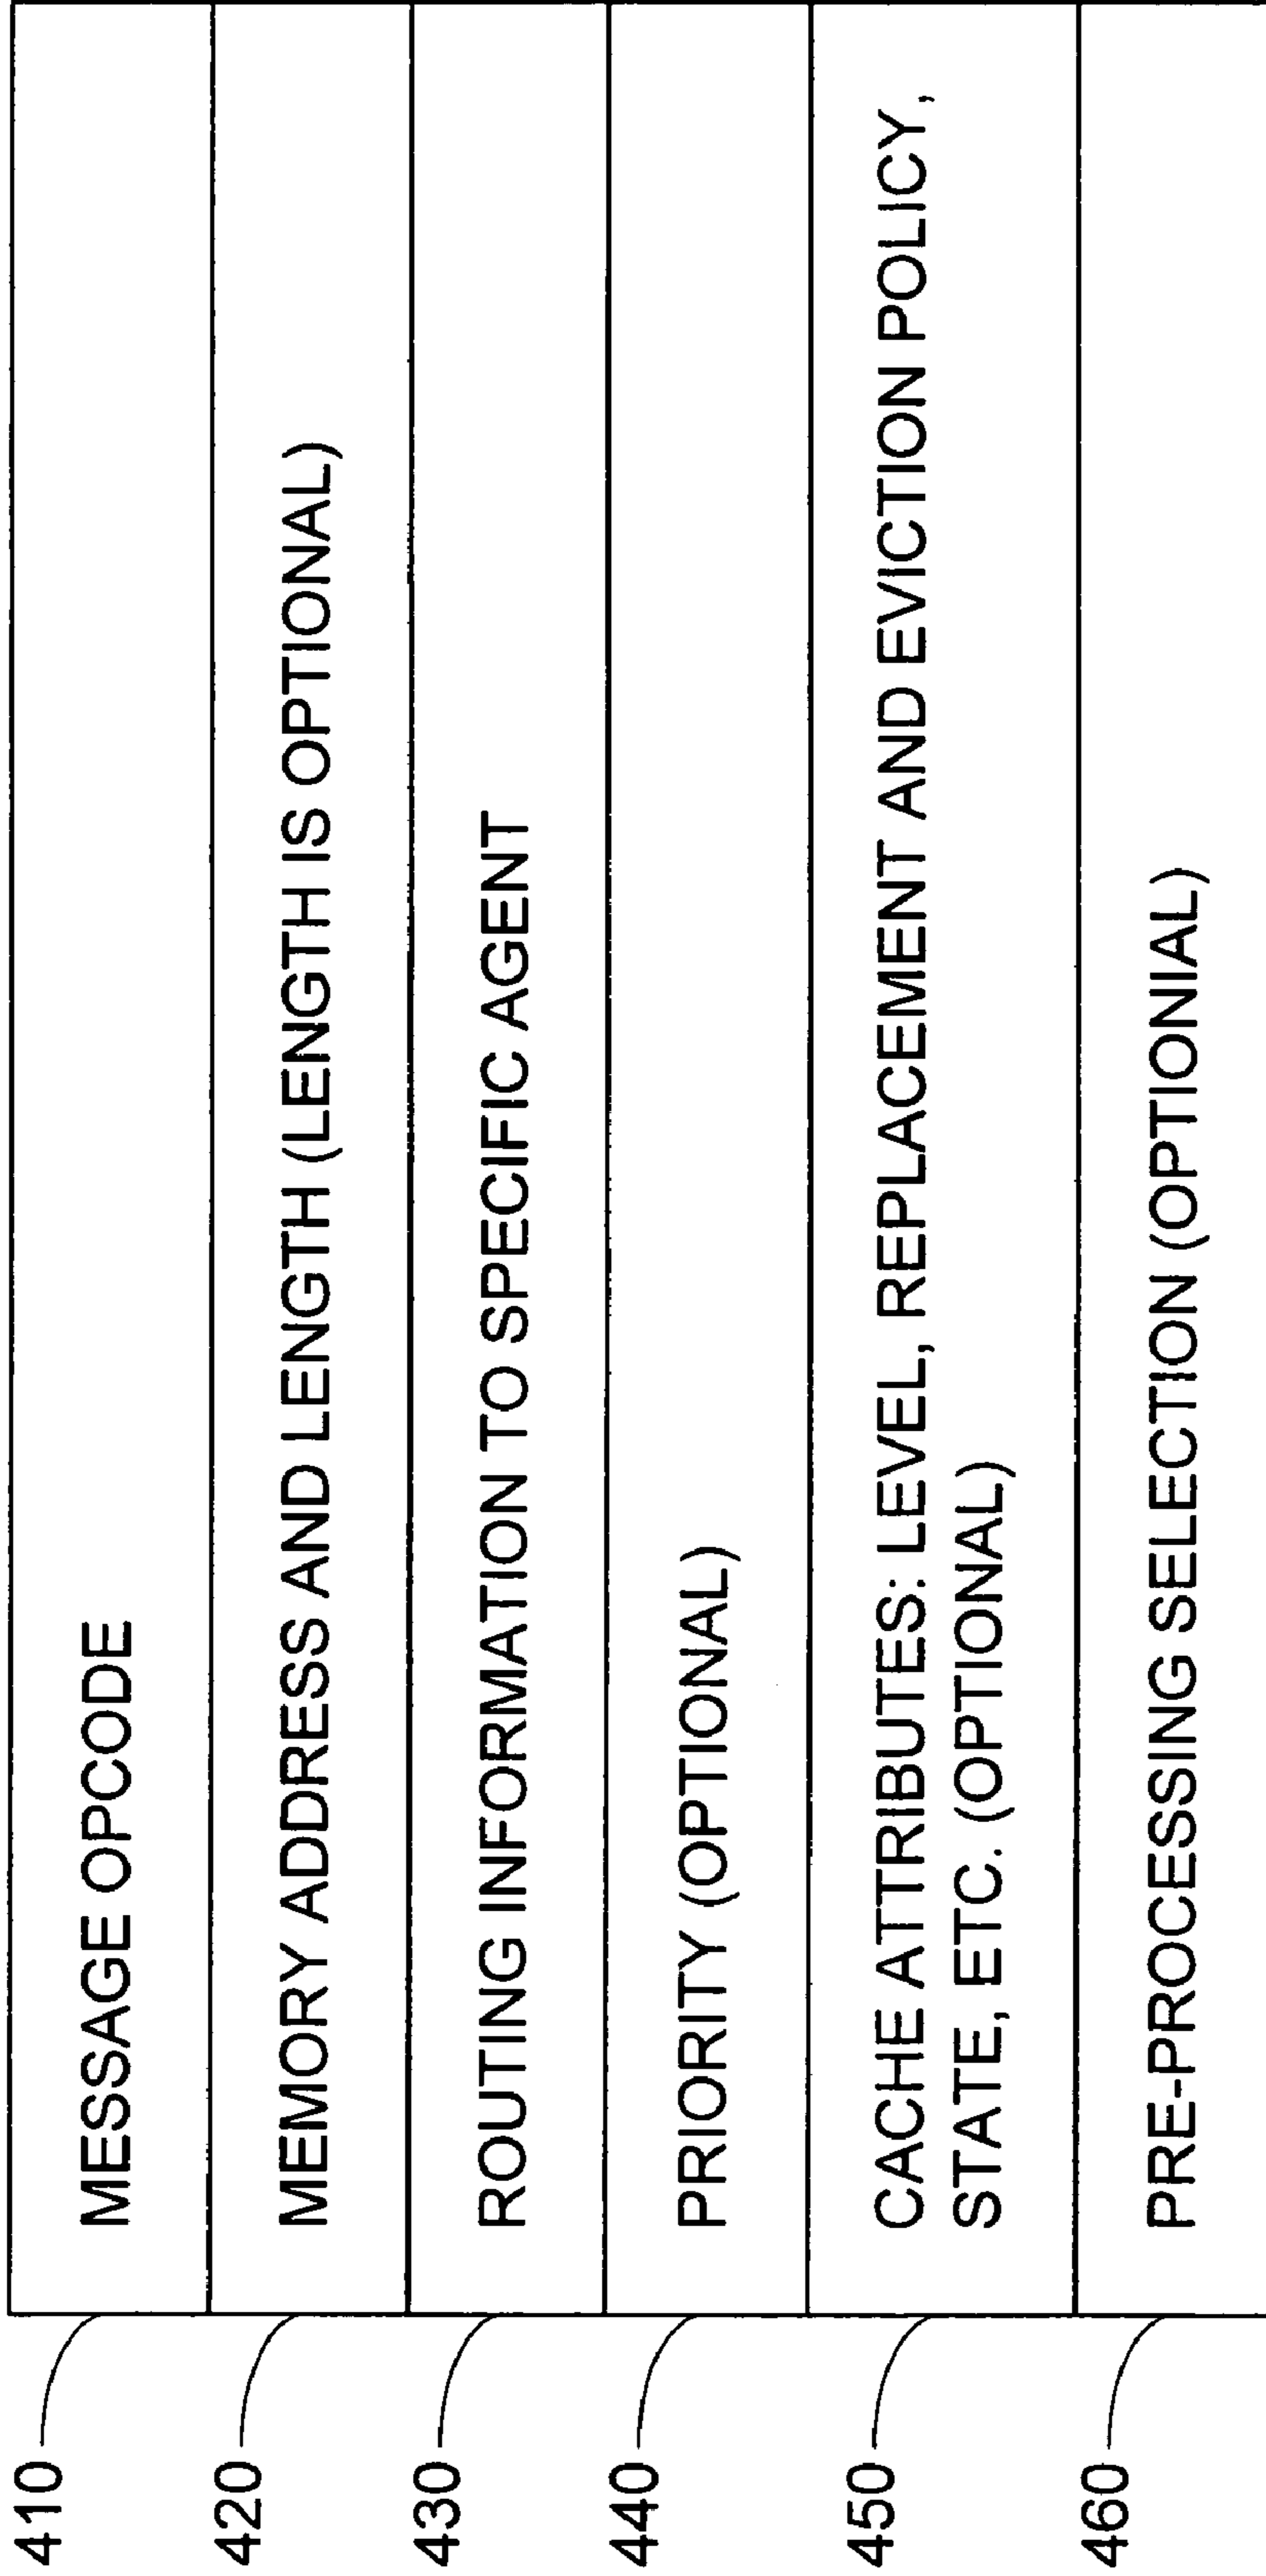 410 MESSAGE OPCODE
420 MEMORY ADDRESS AND LENGTH (LENGTH IS OPTIONAL)
430 ROUTING INFORMATION TO SPECIFIC AGENT
440 PRIORITY (OPTIONAL)
450 CACHE ATTRIBUTES: LEVEL, REPLACEMENT AND EVICTION POLICY,
STATE, ETC. (OPTIONAL)
460 PRE-PROCESSING SELECTION (OPTIONIAL)